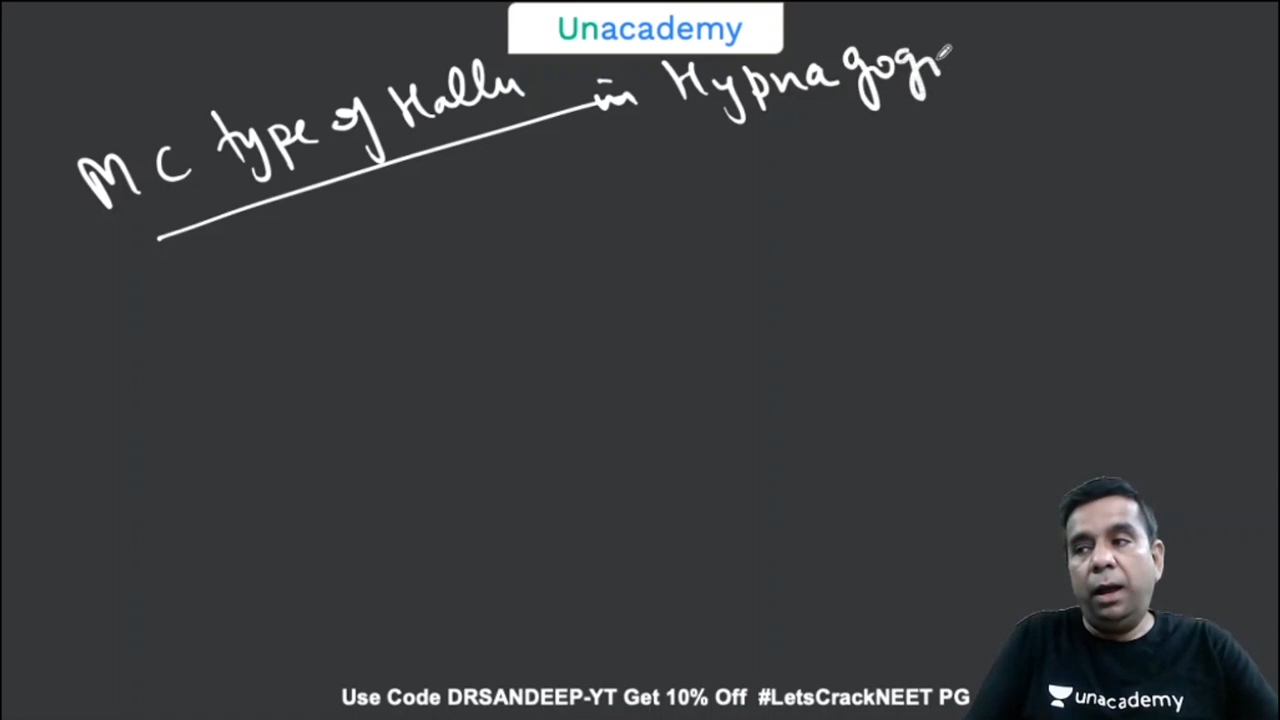 Unacademy
MC type of Hallu in Hypnagogi
unacademy
Use Code DRSANDEEP-YT Get 10% Off #LetsCrackNEET PG